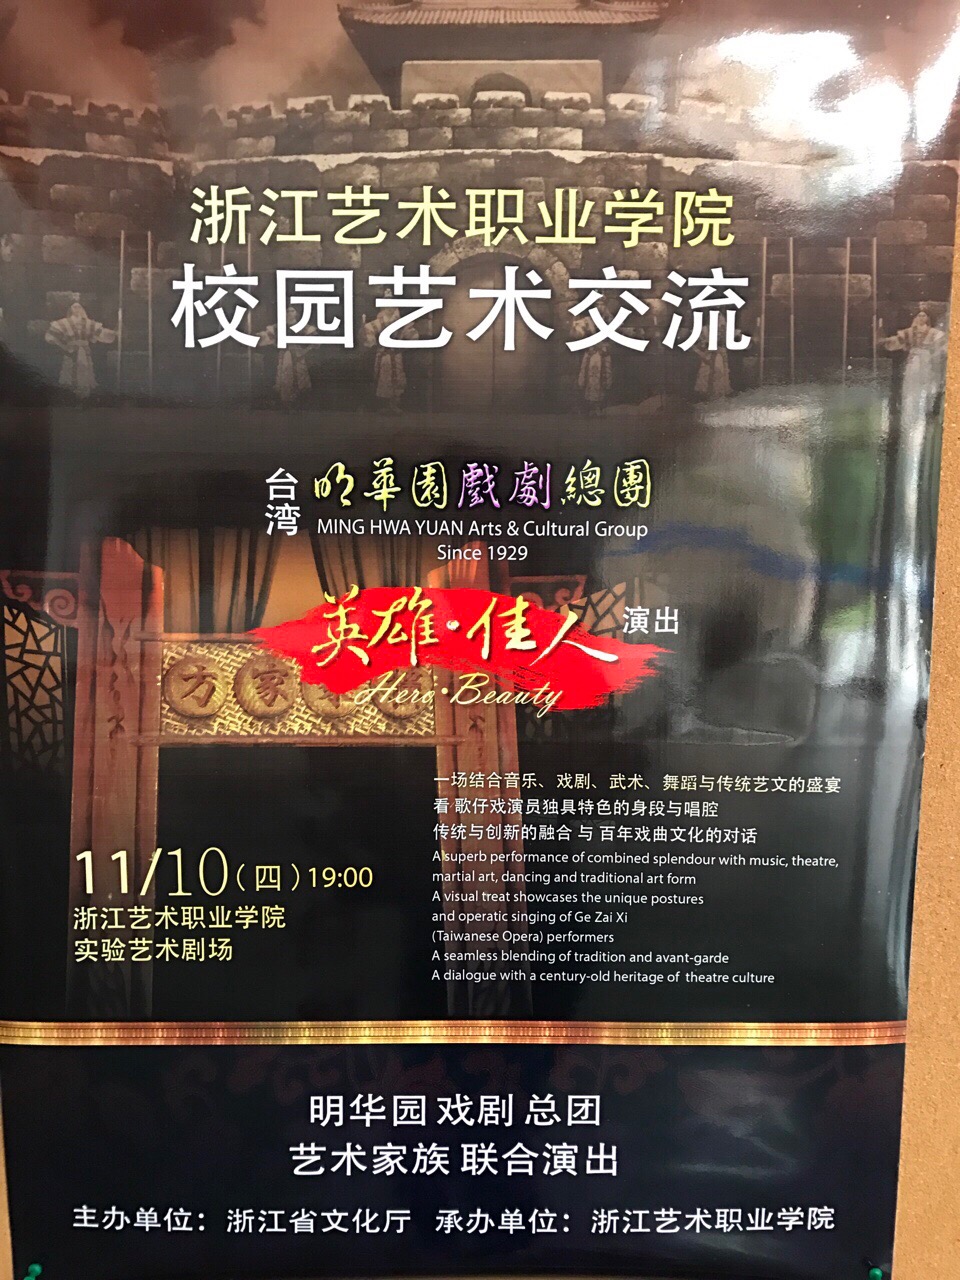 浙江艺术职业学院
校园艺术交流
台湾
明華園戲劇總團
MING HWA YUAN Arts & Cultural Group
Since 1929
英雄·佳人 演出
Hero·Beauty
方家
一场结合音乐、戏剧、武术、舞蹈与传统艺文的盛宴
看 歌仔戏演员独具特色的身段与唱腔
传统与创新的融合 与 百年戏曲文化的对话
A superb performance of combined splendour with music, theatre,
martial art, dancing and traditional art form
A visual treat showcases the unique postures
and operatic singing of Ge Zai Xi
(Taiwanese Opera) performers
A seamless blending of tradition and avant-garde
A dialogue with a century-old heritage of theatre culture
11/10(四)19:00
浙江艺术职业学院
实验艺术剧场
明华园 戏剧 总团
艺术家族 联合演出
主办单位：浙江省文化厅 承办单位：浙江艺术职业学院